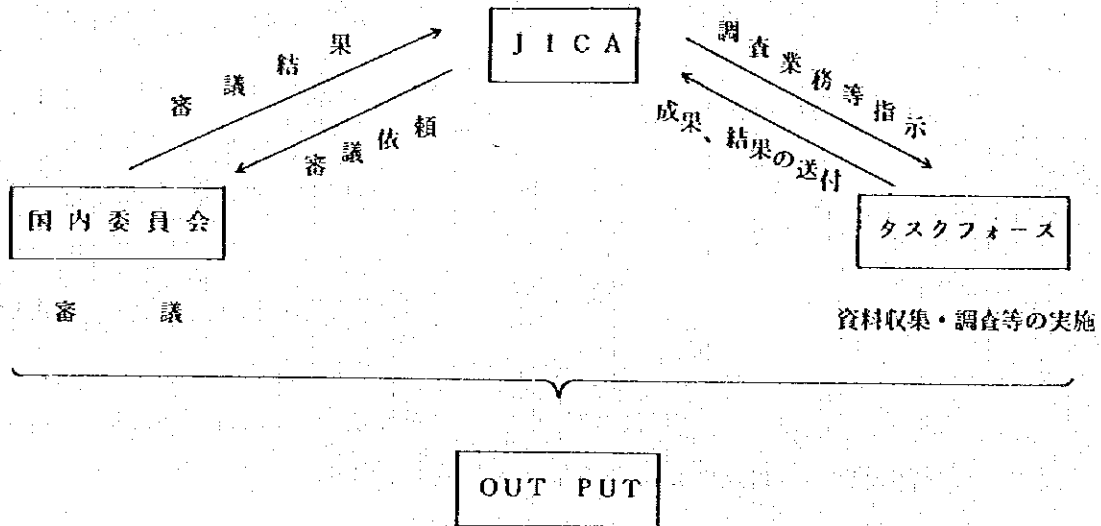 JICA
審議結果
審議依頼
調査業務等指示
成果、結果の送付
国内委員会
タスクフォース
審議
資料収集・調査等の実施
OUT PUT